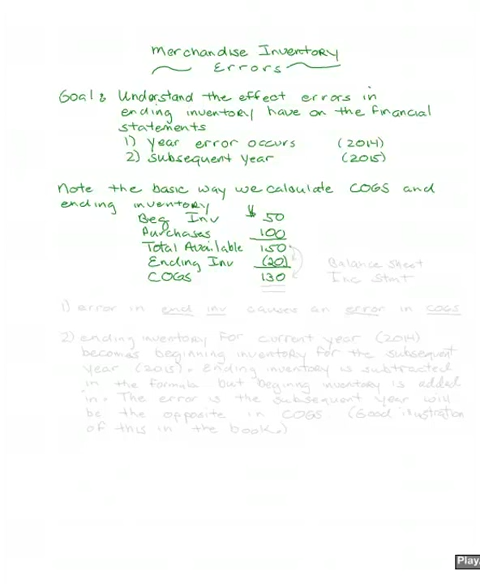 Merchandise Inventory
Errors
Goal: Understand the effect errors in
ending inventory have on the financial
statements
1) year error occurs (2014)
2) subsequent year (2015)
Note the basic way we calculate COGS and
ending inventory
Beg Inv $ 50
Purchases 100
Total Available 150
Ending Inv (20) Balance sheet
COGS 130 Inc Stmt
1) error in end inv causes an error in COGS
2) ending inventory for current year (2014)
becomes beginning inventory for the subsequent
year (2015). Ending inventory is subtracted
in the formula but beginning inventory is added
in. The error is the subsequent year will
be the opposite in COGS (Good illustration
of this in the book.)
Play